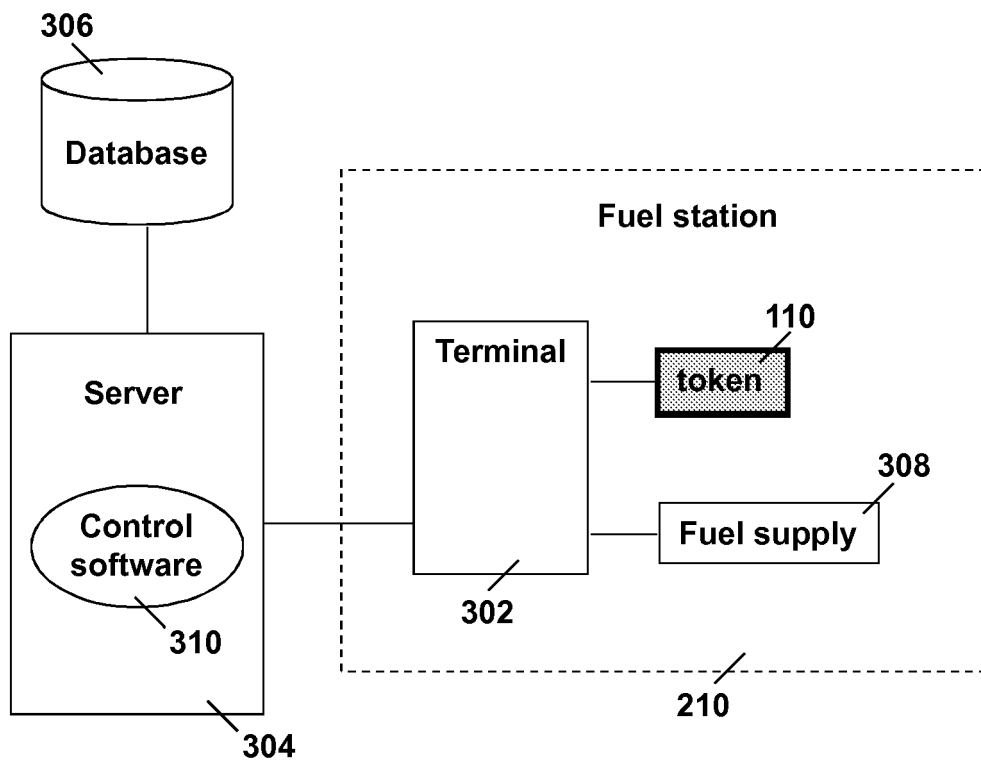 306
Database
Fuel station
110
Terminal
token
Server
308
Control
software
Fuel supply
302
310
210
304